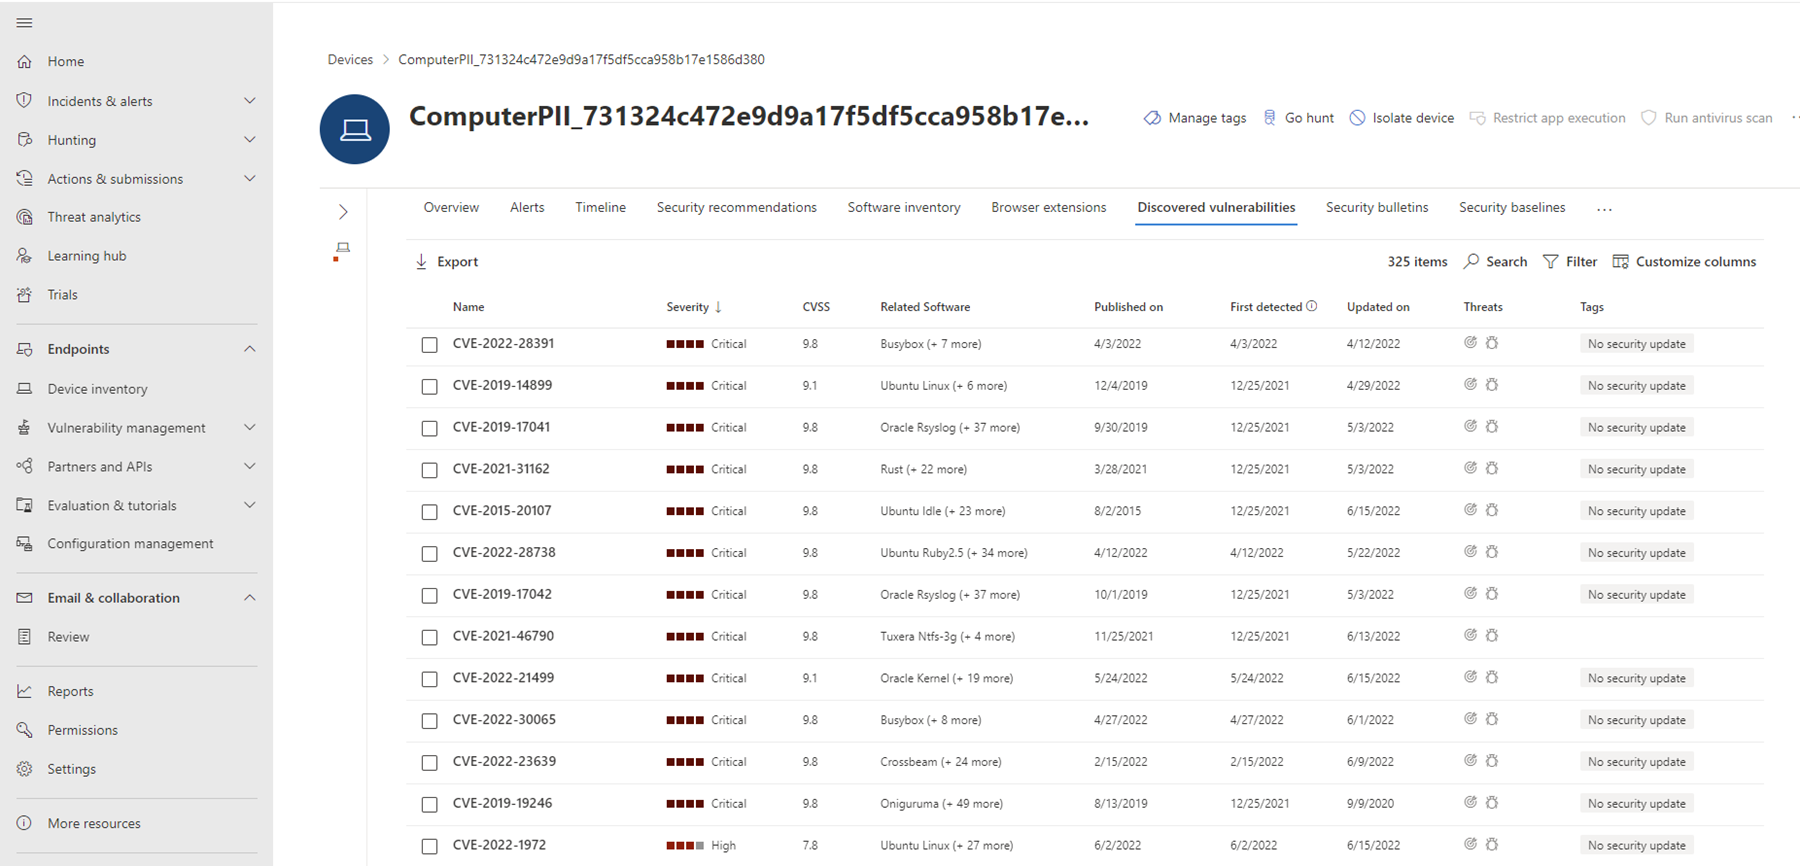 Home
Incidents & alerts
Hunting
Actions & submissions
Threat analytics
Learning hub
Trials
Endpoints
Device inventory
Vulnerability management
Partners and APIs
Evaluation & tutorials
Configuration management
Email & collaboration
Review
Reports
Permissions
Settings
More resources
Devices > ComputerPII_731324c472e9d9a17f5df5cca958b17e1586d380
ComputerPII_731324c472e9d9a17f5df5cca958b17e...
Manage tags Go hunt Isolate device Restrict app execution Run antivirus scan ...
Overview Alerts Timeline Security recommendations Software inventory Browser extensions Discovered vulnerabilities Security bulletins Security baselines ...
Export 325 items Search Filter Customize columns
Name Severity ↓ CVSS Related Software Published on First detected Updated on Threats Tags
CVE-2022-28391 Critical 9.8 Busybox (+ 7 more) 4/3/2022 4/3/2022 4/12/2022 No security update
CVE-2019-14899 Critical 9.1 Ubuntu Linux (+ 6 more) 12/4/2019 12/25/2021 4/29/2022 No security update
CVE-2019-17041 Critical 9.8 Oracle Rsyslog (+ 37 more) 9/30/2019 12/25/2021 5/3/2022 No security update
CVE-2021-31162 Critical 9.8 Rust (+ 22 more) 3/28/2021 12/25/2021 5/3/2022 No security update
CVE-2015-20107 Critical 9.8 Ubuntu Idle (+ 23 more) 8/2/2015 12/25/2021 6/15/2022 No security update
CVE-2022-28738 Critical 9.8 Ubuntu Ruby2.5 (+ 34 more) 4/12/2022 4/12/2022 5/22/2022 No security update
CVE-2019-17042 Critical 9.8 Oracle Rsyslog (+ 37 more) 10/1/2019 12/25/2021 5/3/2022 No security update
CVE-2021-46790 Critical 9.8 Tuxera Ntfs-3g (+ 4 more) 11/25/2021 12/25/2021 6/13/2022
CVE-2022-21499 Critical 9.1 Oracle Kernel (+ 19 more) 5/24/2022 5/24/2022 6/15/2022 No security update
CVE-2022-30065 Critical 9.8 Busybox (+ 8 more) 4/27/2022 4/27/2022 6/1/2022 No security update
CVE-2022-23639 Critical 9.8 Crossbeam (+ 24 more) 2/15/2022 2/15/2022 6/9/2022 No security update
CVE-2019-19246 Critical 9.8 Oniguruma (+ 49 more) 8/13/2019 12/25/2021 9/9/2020 No security update
CVE-2022-1972 High 7.8 Ubuntu Linux (+ 27 more) 6/2/2022 6/2/2022 6/15/2022 No security update